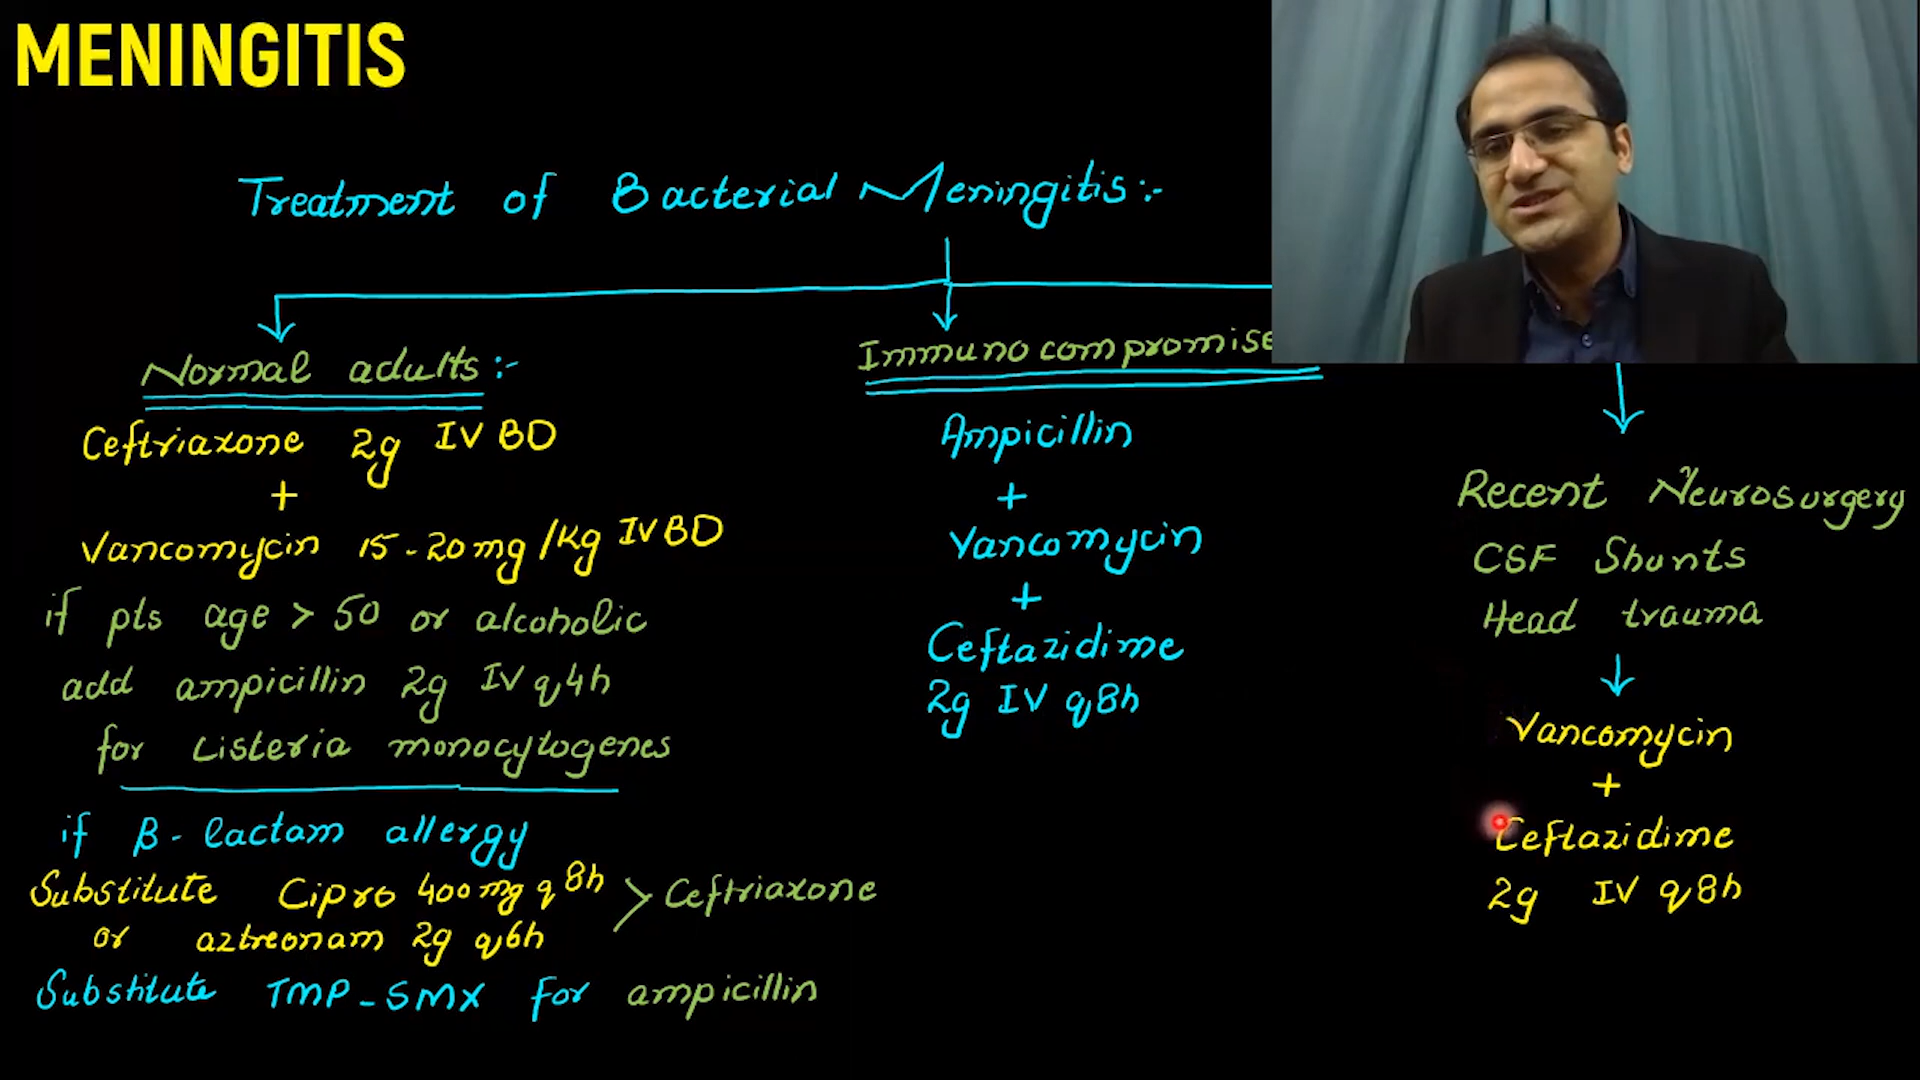 MENINGITIS
Treatment of Bacterial Meningitis:-
Normal adults:-
Ceftriaxone 2g IV BD
+
Vancomycin 15-20mg/Kg IV BD
if pts age > 50 or alcoholic
add ampicillin 2g IV q4h
for Listeria monocytogenes
if β-lactam allergy
Substitute Cipro 400mg q8h
or aztreonam 2g q6h
> Ceftriaxone
Substitute TMP-SMX for ampicillin
Immunocompromise
Ampicillin
+
Vancomycin
+
Ceftazidime
2g IV q8h
Recent Neurosurgery
CSF Shunts
Head trauma
Vancomycin
+
Ceftazidime
2g IV q8h